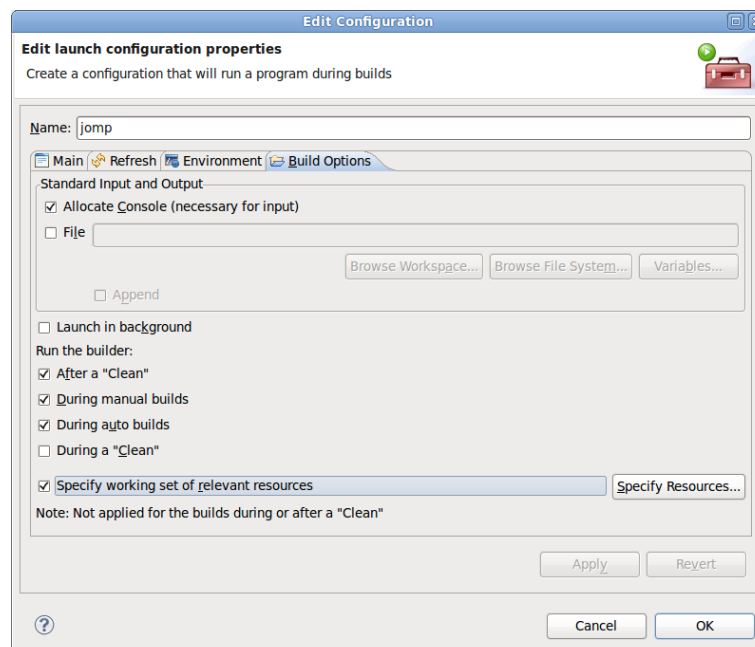 Edit Configuration
Edit launch configuration properties
Create a configuration that will run a program during builds
Name: jomp
Main Refresh Environment Build Options
Standard Input and Output
Allocate Console (necessary for input)
File
Browse Workspace... Browse File System... Variables...
Append
Launch in background
Run the builder:
After a "Clean"
During manual builds
During auto builds
During a "Clean"
Specify working set of relevant resources Specify Resources...
Note: Not applied for the builds during or after a "Clean"
Apply Revert
? Cancel OK